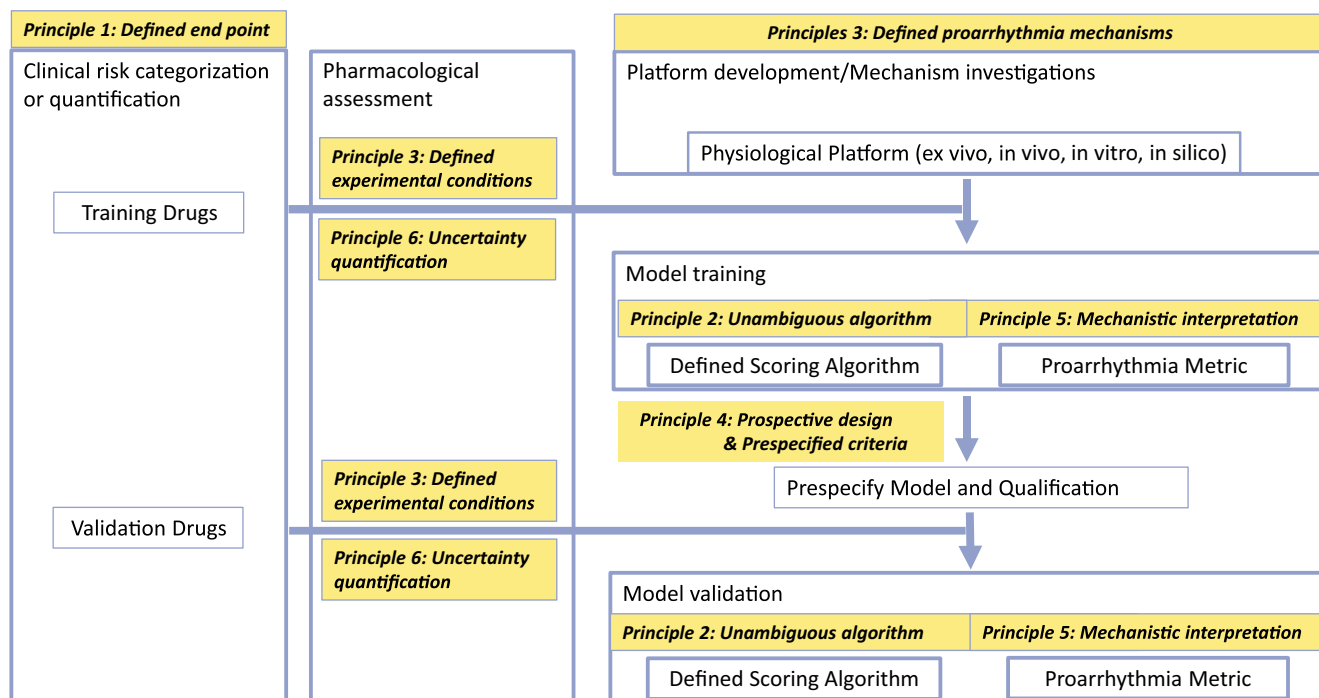 Principle 1: Defined end point
Clinical risk categorization
or quantification
Training Drugs
Validation Drugs
Pharmacological
assessment
Principle 3: Defined
experimental conditions
Principle 6: Uncertainty
quantification
Principle 3: Defined
experimental conditions
Principle 6: Uncertainty
quantification
Principles 3: Defined proarrhythmia mechanisms
Platform development/Mechanism investigations
Physiological Platform (ex vivo, in vivo, in vitro, in silico)
Model training
Principle 2: Unambiguous algorithm
Principle 5: Mechanistic interpretation
Defined Scoring Algorithm
Proarrhythmia Metric
Principle 4: Prospective design
& Prespecified criteria
Prespecify Model and Qualification
Model validation
Principle 2: Unambiguous algorithm
Principle 5: Mechanistic interpretation
Defined Scoring Algorithm
Proarrhythmia Metric